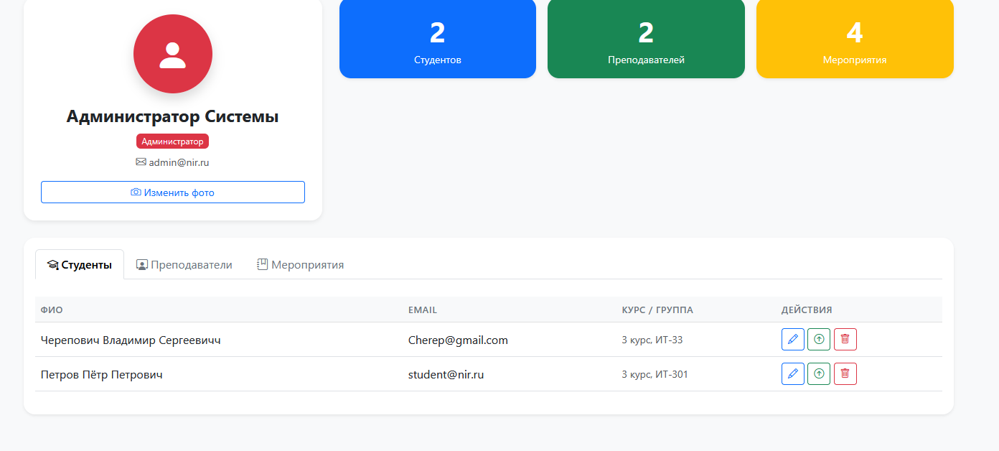 2
Студентов
2
Преподавателей
4
Мероприятия
Администратор Системы
Администратор
admin@nir.ru
Изменить фото
Студенты Преподаватели Мероприятия
ФИО EMAIL КУРС / ГРУППА ДЕЙСТВИЯ
Черепович Владимир Сергеевичч Cherep@gmail.com 3 курс, ИТ-33
Петров Пётр Петрович student@nir.ru 3 курс, ИТ-301